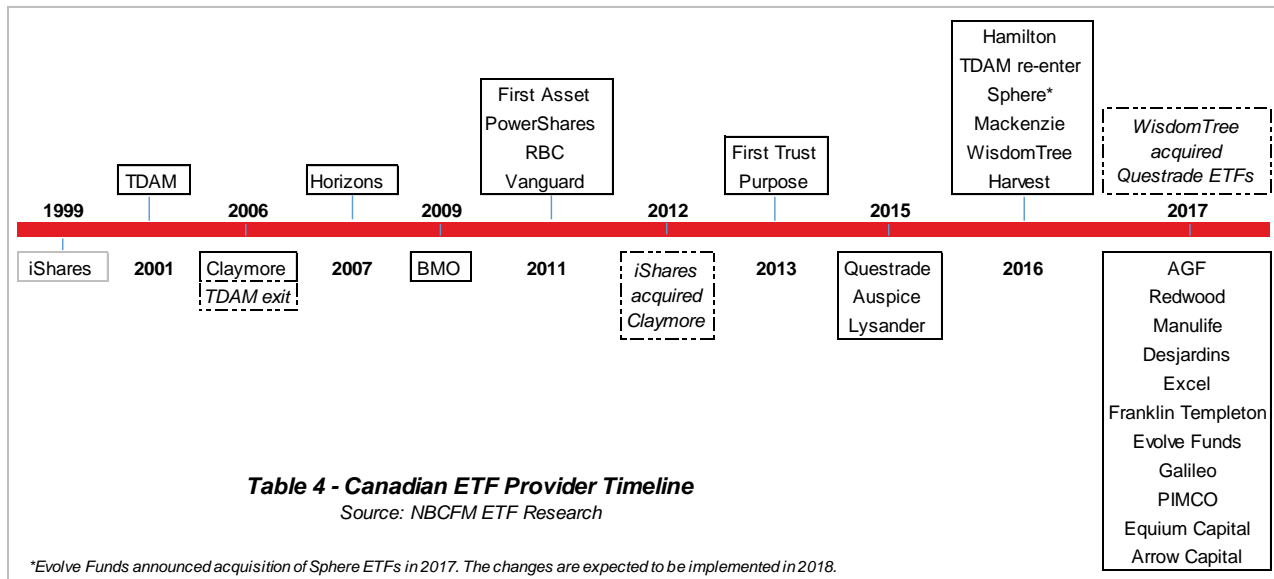 Hamilton
TDAM re-enter
Sphere*
Mackenzie
WisdomTree
Harvest
First Asset
PowerShares
RBC
Vanguard
WisdomTree
acquired
Questrade ETFs
First Trust
Purpose
TDAM
Horizons
1999
2006
2009
2012
2015
2017
iShares
2001
Claymore
TDAM exit
2007
BMO
2011
iShares
acquired
Claymore
2013
Questrade
Auspice
Lysander
2016
AGF
Redwood
Manulife
Desjardins
Excel
Franklin Templeton
Evolve Funds
Galileo
PIMCO
Equium Capital
Arrow Capital
Table 4 - Canadian ETF Provider Timeline
Source: NBCFM ETF Research
*Evolve Funds announced acquisition of Sphere ETFs in 2017. The changes are expected to be implemented in 2018.